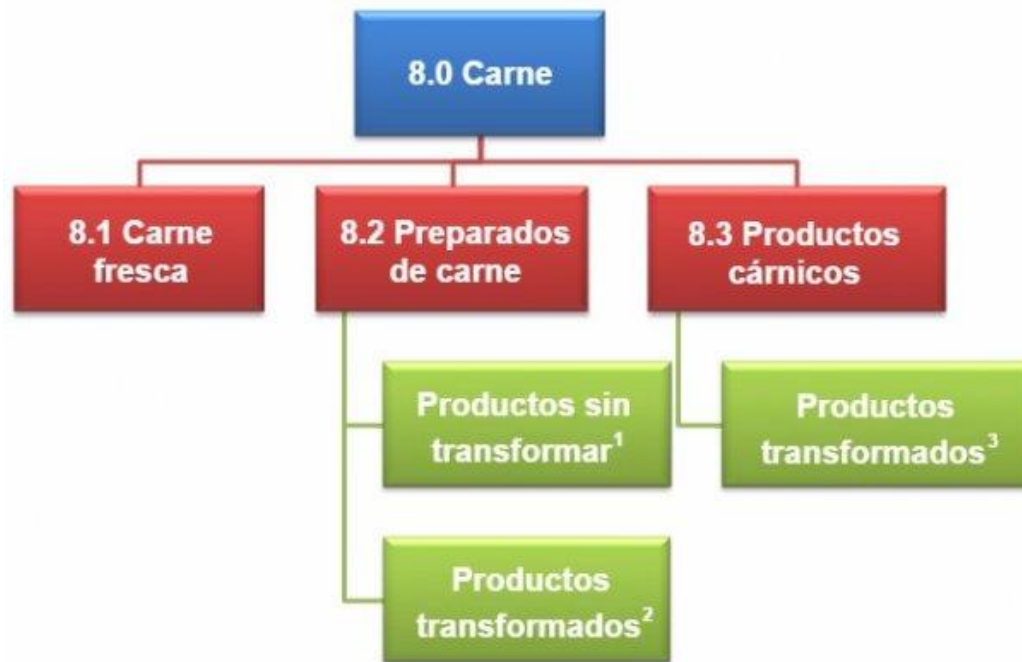 8.0 Carne
8.1 Carne
fresca
8.2 Preparados
de carne
8.3 Productos
cárnicos
Productos sin
transformar¹
Productos
transformados²
Productos
transformados³